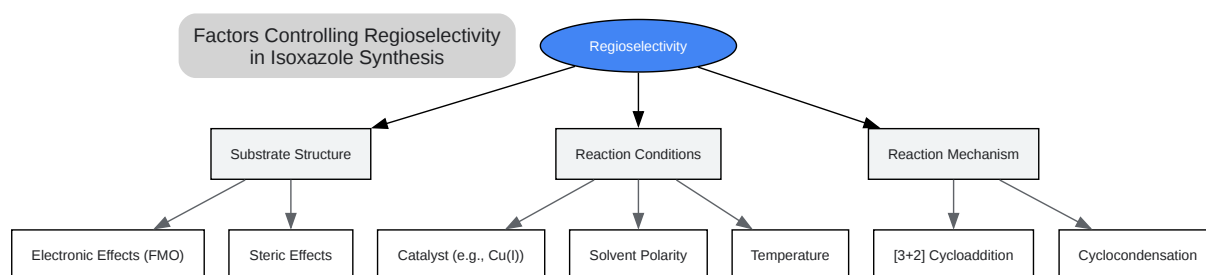 Factors Controlling Regioselectivity
in Isoxazole Synthesis
Regioselectivity
Substrate Structure
Reaction Conditions
Reaction Mechanism
Electronic Effects (FMO)
Steric Effects
Catalyst (e.g., Cu(I))
Solvent Polarity
Temperature
[3+2] Cycloaddition
Cyclocondensation